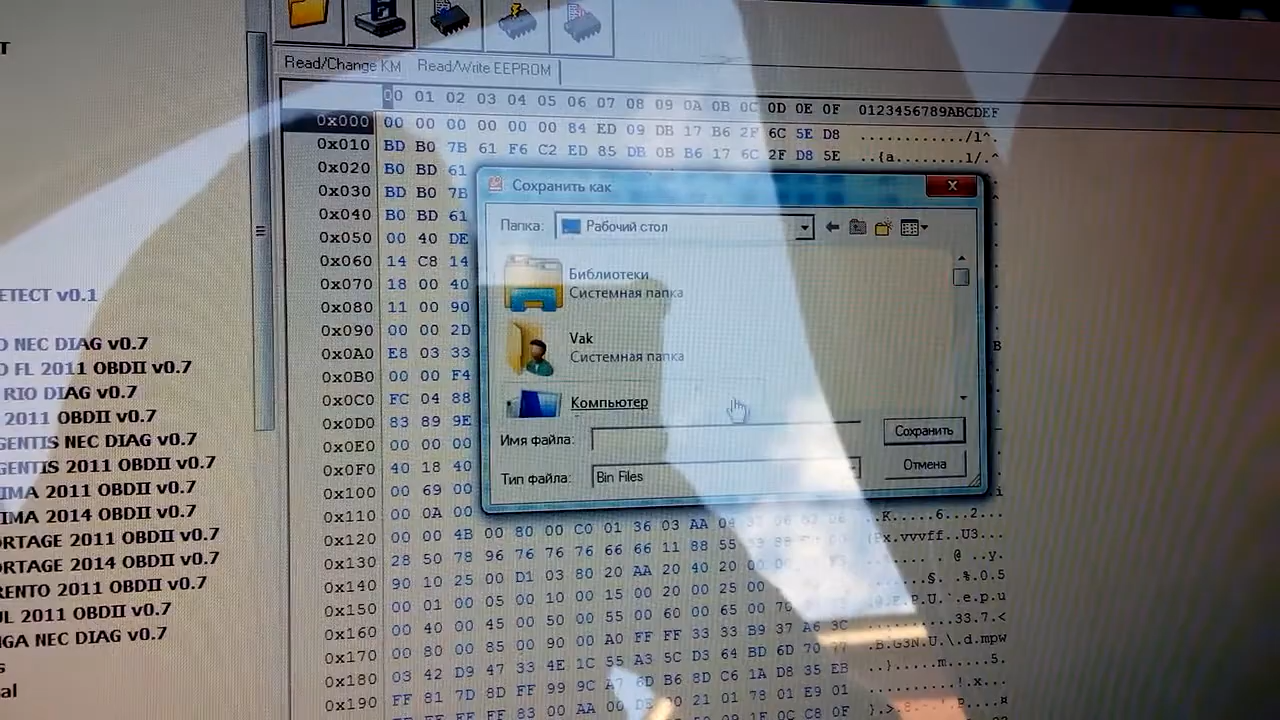 T
Read/Change KM Read/Write EEPROM
00 01 02 03 04 05 06 07 08 09 0A 0B 0C 0D 0E 0F 0123456789ABCDEF
0x000 00 00 00 00 00 00 84 ED 09 DB 17 B6 2F 6C 5E D8
0x010 BD B0 7B 61 F6 C2 ED 85 DB 0B B6 17 6C 2F D8 5E
0x020 B0 BD 61
0x030 BD B0 7B
0x040 B0 BD 61
0x050 00 40 DE
0x060 14 C8 14
0x070 18 00 40
0x080 11 00 90
0x090 00 00 2D
0x0A0 E8 03 33
0x0B0 00 00 F4
0x0C0 FC 04 88
0x0D0 83 89 9E
0x0E0 00 00 00
0x0F0 40 18 40
0x100 00 69 00
0x110 00 0A 00
0x120 00 00 4B 00 80 00 C0 01 36 03 AA 04
0x130 28 50 78 96 76 76 76 66 66 11 88 55
0x140 90 10 25 00 D1 03 80 20 AA 20 40 20
0x150 00 01 00 05 00 10 00 15 00 20 00 25 00
0x160 00 40 00 45 00 50 00 55 00 60 00 65 00
0x170 00 80 00 85 00 90 00 A0 FF FF 33 33 B9 37 A6 3C
0x180 03 42 D9 47 33 4E 1C 55 A3 5C D3 64 BD 6D 70 77
0x190 FF 81 7D 8D FF 99 9C A7 6D B6 8D C6 1A D8 35 EB
Сохранить как
Папка: Рабочий стол
Библиотеки
Системная папка
Vak
Системная папка
Компьютер
Имя файла:
Сохранить
Тип файла: Bin Files
Отмена
ETECT v0.1
D NEC DIAG v0.7
O FL 2011 OBDII v0.7
RIO DIAG v0.7
2011 OBDII v0.7
GENTIS NEC DIAG v0.7
GENTIS 2011 OBDII v0.7
IMA 2011 OBDII v0.7
IMA 2014 OBDII v0.7
ORTAGE 2011 OBDII v0.7
ORTAGE 2014 OBDII v0.7
RENTO 2011 OBDII v0.7
UL 2011 OBDII v0.7
NGA NEC DIAG v0.7
s
al